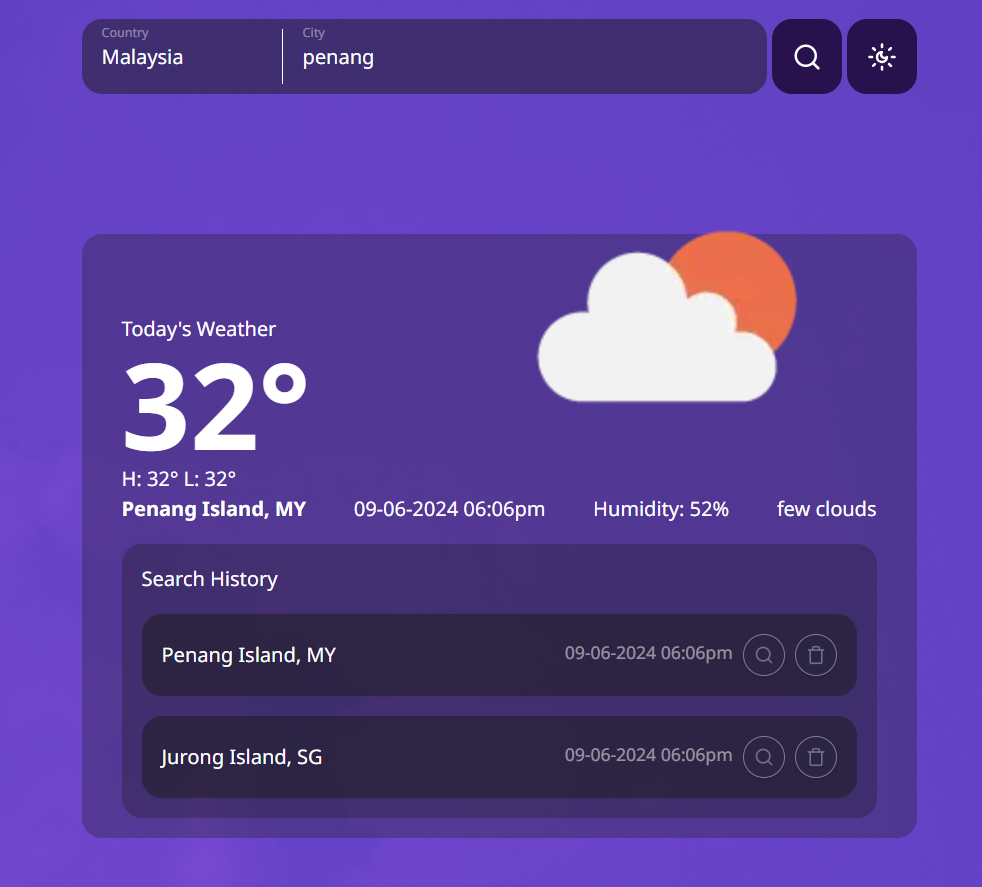 Country
City
Malaysia
penang
Today's Weather
32°
H: 32° L: 32°
Penang Island, MY 09-06-2024 06:06pm Humidity: 52% few clouds
Search History
Penang Island, MY 09-06-2024 06:06pm
Jurong Island, SG 09-06-2024 06:06pm